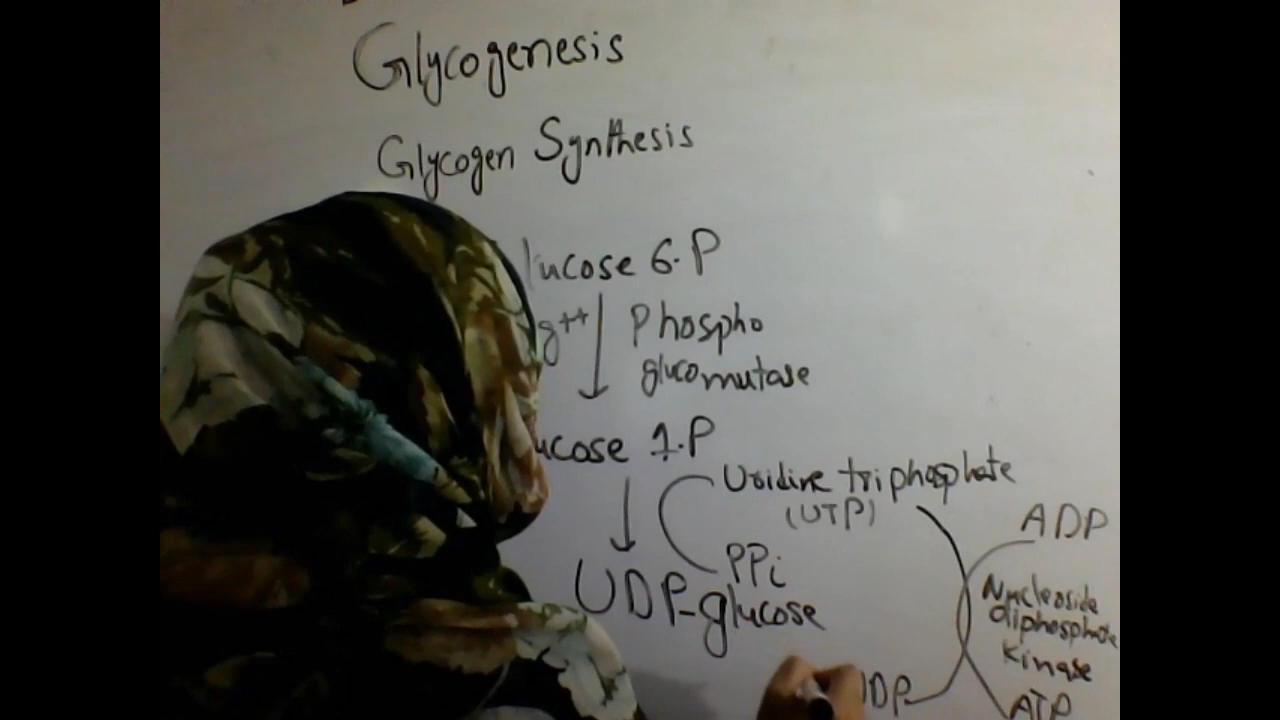 Glycogenesis
Glycogen Synthesis
lucose 6-P
g++
Phospho
glucomutase
ucose 1-P
Uridine triphosphate
(UTP)
PPi
UDP-glucose
ADP
Nucleoside
diphosphate
kinase
DP
ATP